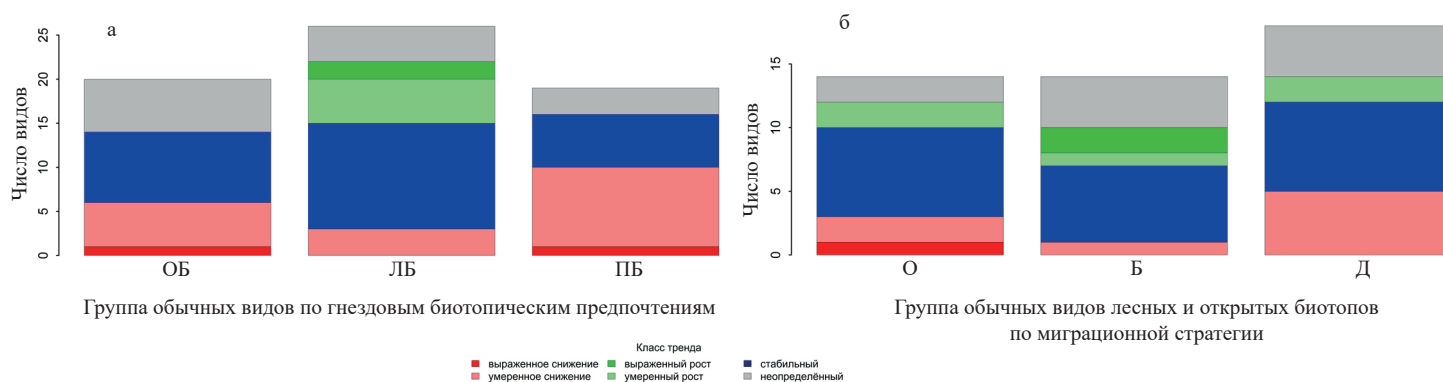 а
Число видов
25
20
15
10
5
0
ОБ
ЛБ
ПБ
Группа обычных видов по гнездовым биотопическим предпочтениям
б
Число видов
15
10
5
0
О
Б
Д
Группа обычных видов лесных и открытых биотопов
по миграционной стратегии
Класс тренда
выраженное снижение
выраженный рост
стабильный
умеренное снижение
умеренный рост
неопределённый